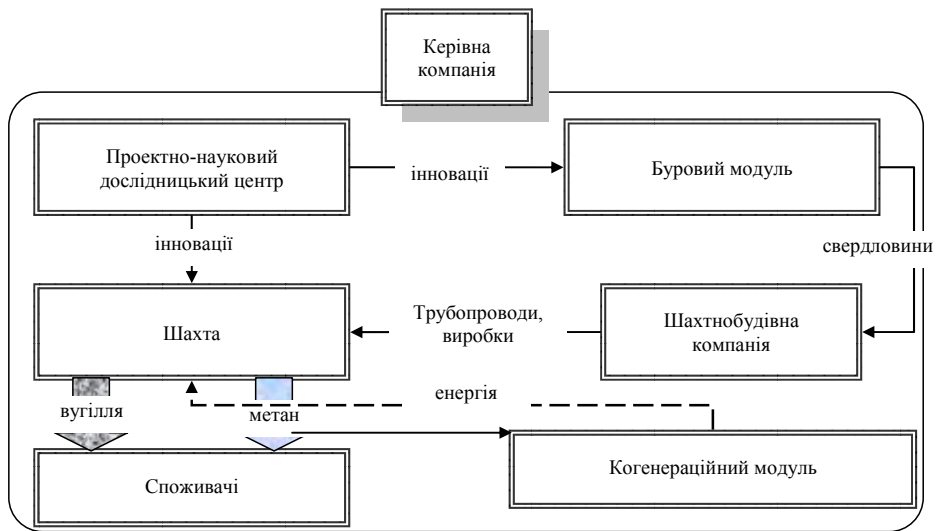 Керівна
компанія
Проектно-науковий
дослідницький центр
інновації
Буровий модуль
інновації
свердловини
Шахта
Трубопроводи,
виробки
Шахтнобудівна
компанія
енергія
вугілля
метан
Споживачі
Когенераційний модуль